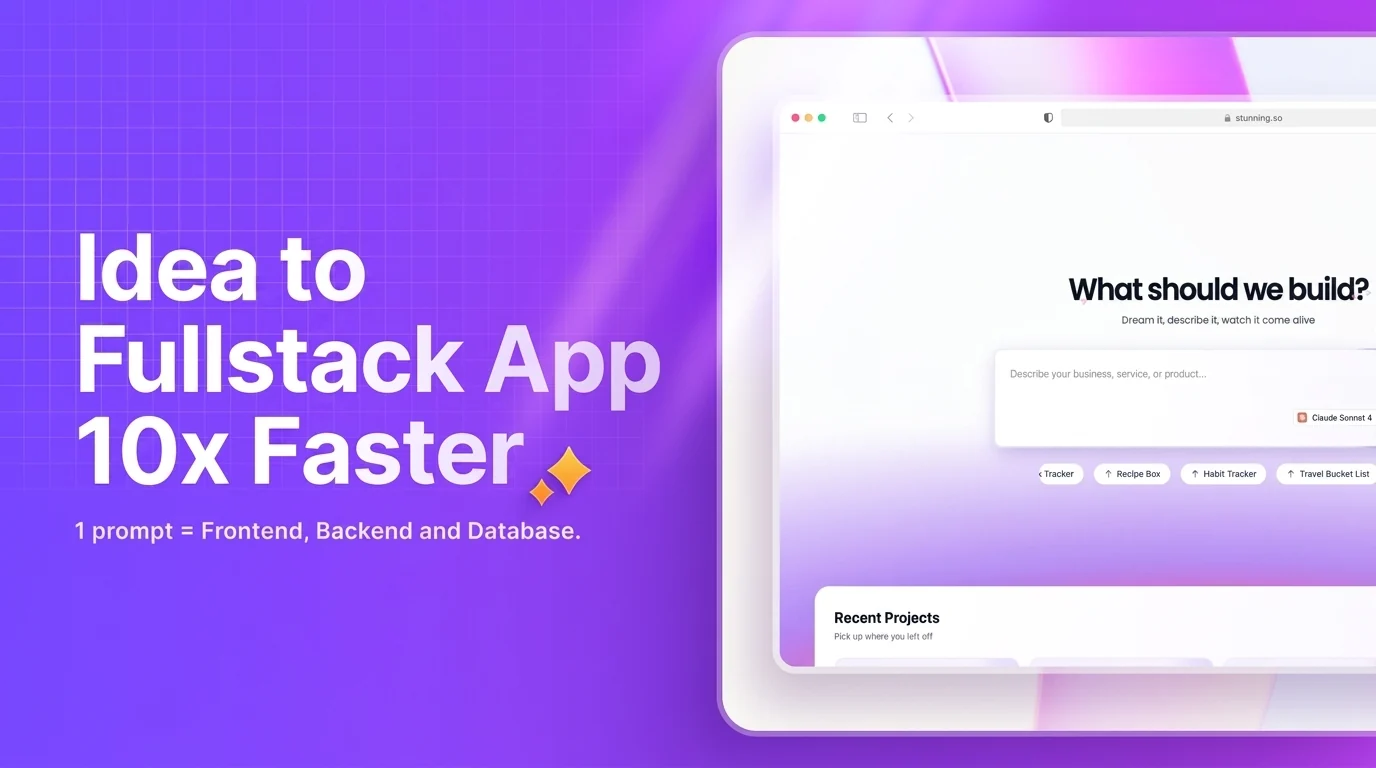 Idea to
Fullstack App
10x Faster
1 prompt = Frontend, Backend and Database.
stunning.so
What should we build?
Dream it, describe it, watch it come alive
Describe your business, service, or product...
Claude Sonnet 4
Tracker
Recipe Box
Habit Tracker
Travel Bucket List
Recent Projects
Pick up where you left off